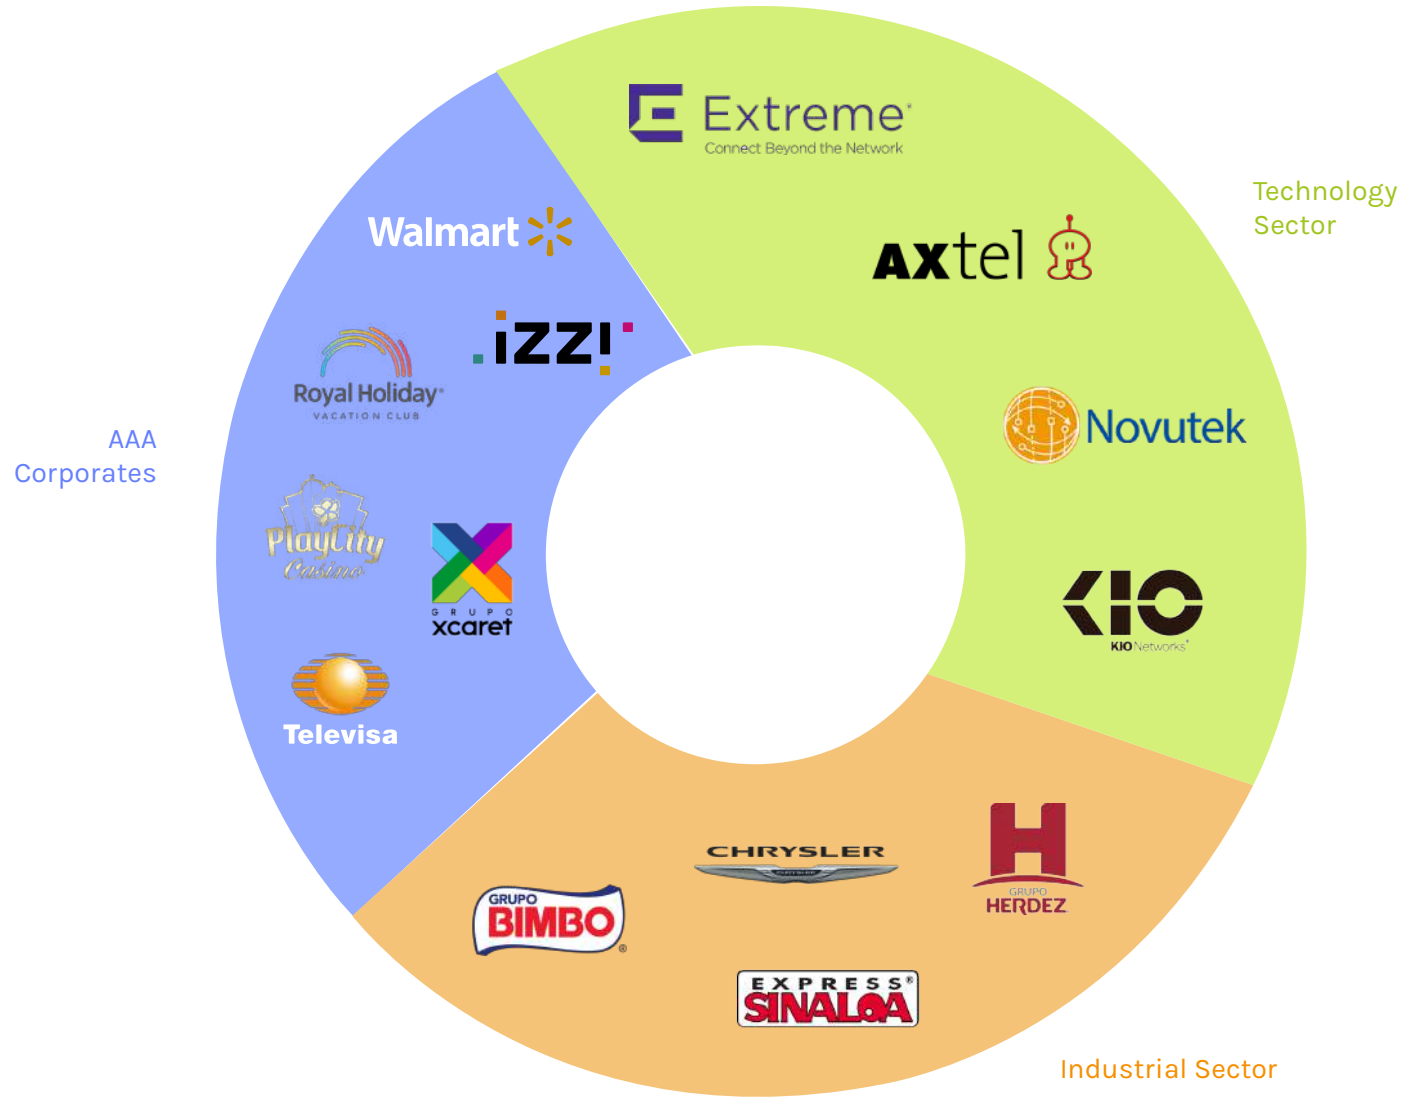 Extreme
Connect Beyond the Network
Technology
Sector
Walmart
axtel
izzi
Royal Holiday®
VACATION CLUB
Novutek
AAA
Corporates
PlayCity
Casino
GRUPO
xcaret
KIO
KIO Networks®
Televisa
CHRYSLER
CHRYSLER
GRUPO
HERDEZ
GRUPO
BIMBO
®
EXPRESS®
SINALOA
Industrial Sector